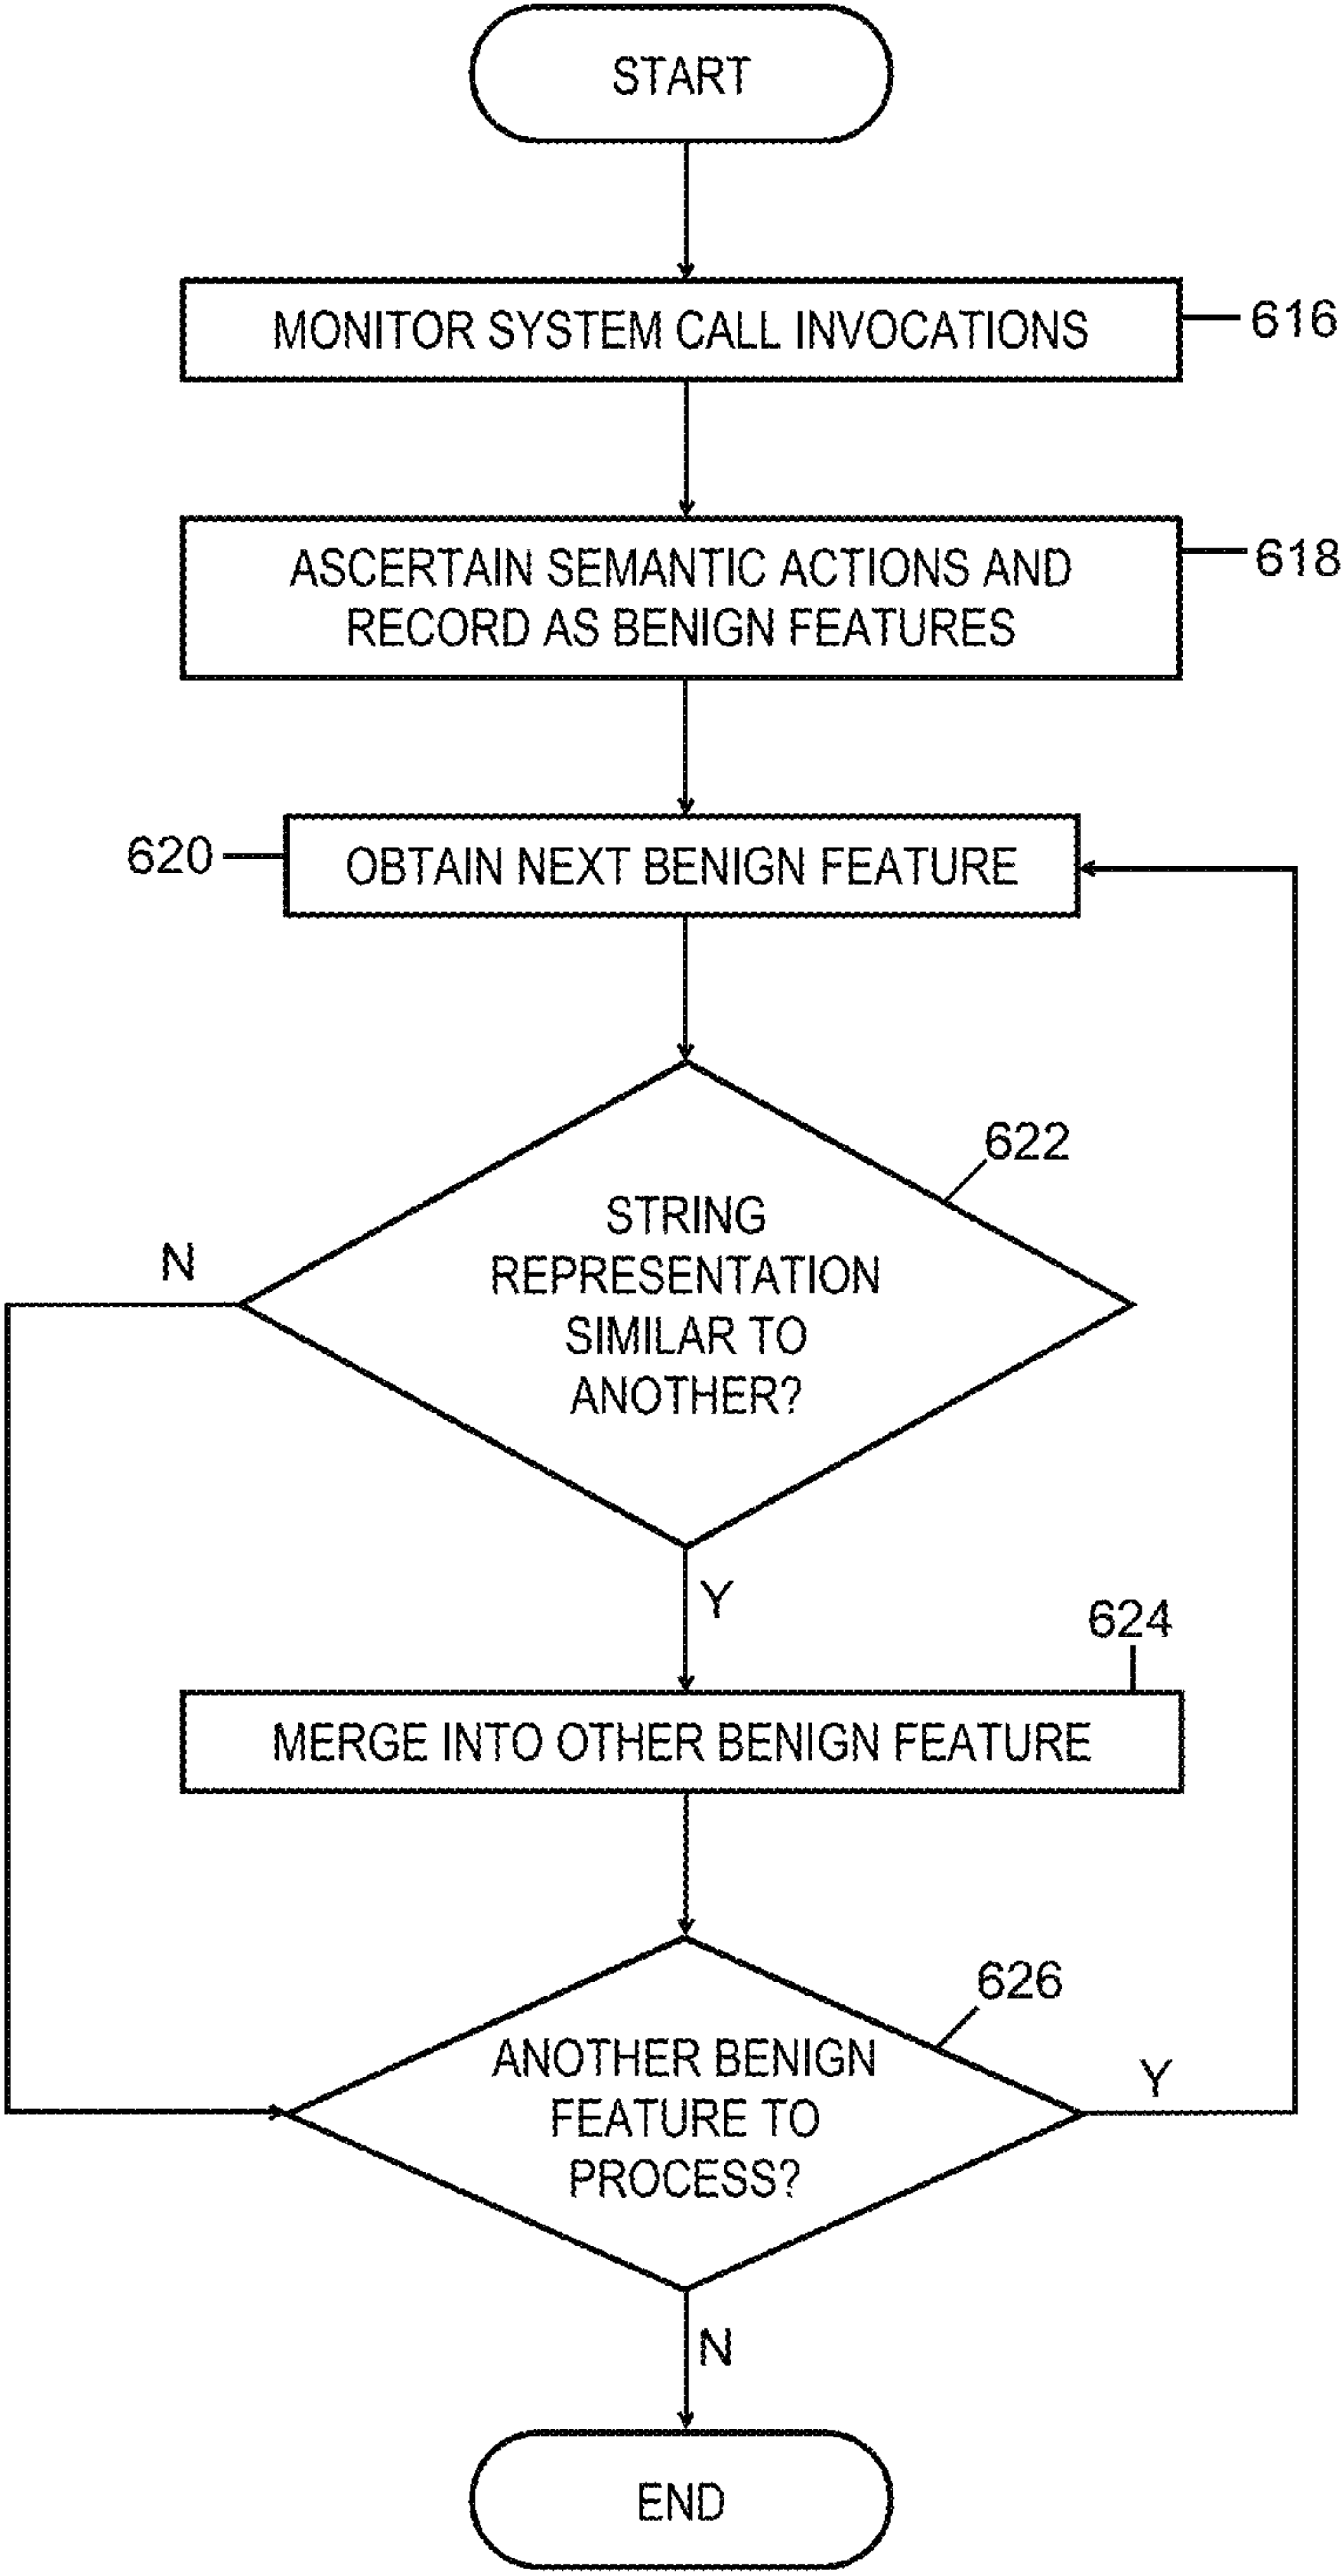 START
MONITOR SYSTEM CALL INVOCATIONS
616
ASCERTAIN SEMANTIC ACTIONS AND
RECORD AS BENIGN FEATURES
618
620
OBTAIN NEXT BENIGN FEATURE
622
STRING
REPRESENTATION
SIMILAR TO
ANOTHER?
N
Y
624
MERGE INTO OTHER BENIGN FEATURE
626
ANOTHER BENIGN
FEATURE TO
PROCESS?
Y
N
END